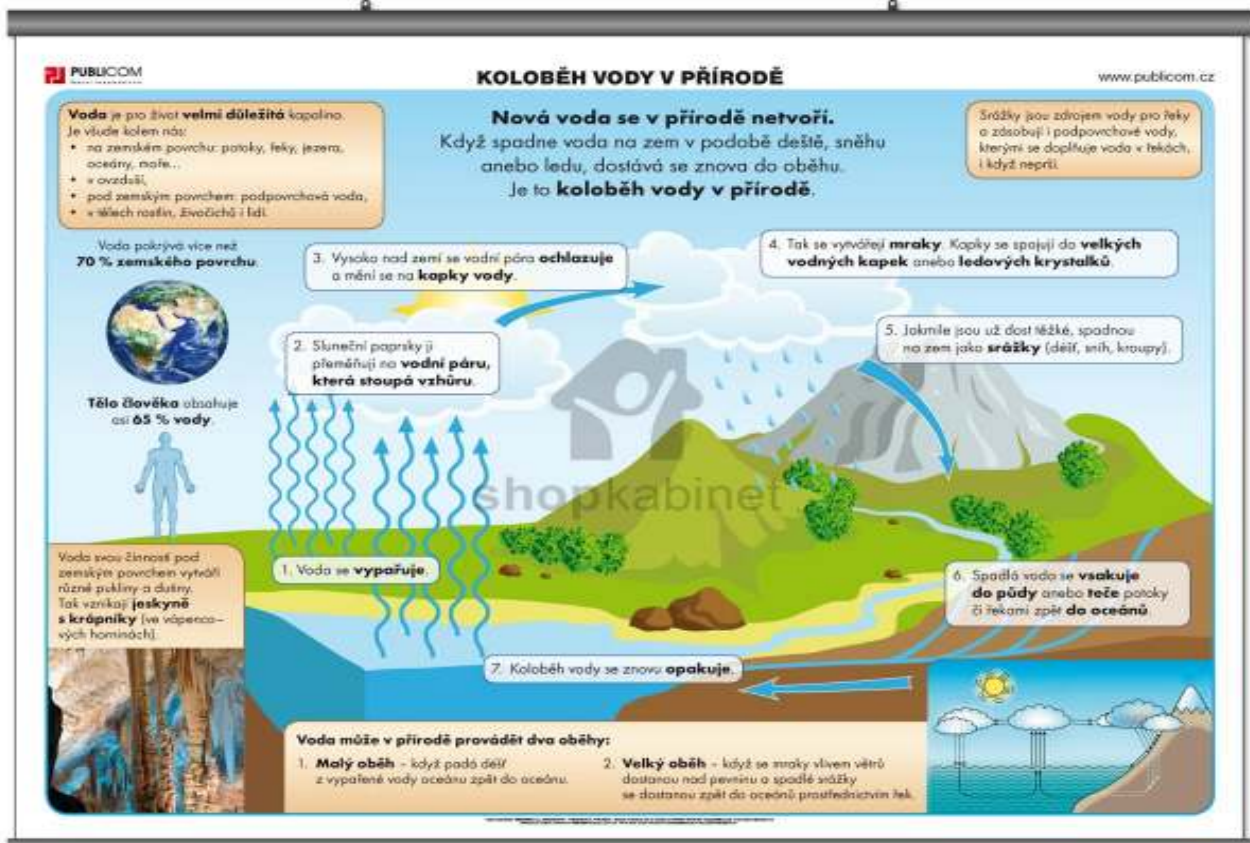 PUBLICOM
KOLOBĚH VODY V PŘÍRODĚ
www.publicom.cz
Voda je pro život velmi důležitá kapalina.
Je všude kolem nás:
• na zemském povrchu: potoky, řeky, jezera,
oceány, moře...
• v ovzduší,
• pod zemským povrchem: podpovrchová voda,
• v tělech rostlin, živočichů i lidí.
Nová voda se v přírodě netvoří.
Když spadne voda na zem v podobě deště, sněhu
anebo ledu, dostává se znova do oběhu.
Je to koloběh vody v přírodě.
Srážky jsou zdrojem vody pro řeky
a zásobují i podpovrchové vody,
kterými se doplňuje voda v řekách,
i když neprší.
Voda pokrývá více než
70 % zemského povrchu.
Tělo člověka obsahuje
asi 65 % vody.
3. Vysoko nad zemí se vodní pára ochlazuje
a mění se na kapky vody.
4. Tak se vytvářejí mraky. Kapky se spojují do velkých
vodných kapek anebo ledových krystalků.
2. Sluneční paprsky ji
přeměňují na vodní páru,
která stoupá vzhůru.
5. Jakmile jsou už dost těžké, spadnou
na zem jako srážky (déšť, sníh, kroupy).
shopkabinet
Voda svou činností pod
zemským povrchem vytváří
různé pukliny a dutiny.
Tak vznikají jeskyně
s krápníky (ve vápenco–
vých horninách).
1. Voda se vypařuje.
6. Spadlá voda se vsakuje
do půdy anebo teče potoky
či řekami zpět do oceánů.
7. Koloběh vody se znovu opakuje.
Voda může v přírodě provádět dva oběhy:
1. Malý oběh – když padá déšť
z vypařené vody oceánu zpět do oceánu.
2. Velký oběh – když se mraky vlivem větrů
dostanou nad pevninu a spadlé srážky
se dostanou zpět do oceánů prostřednictvím řek.